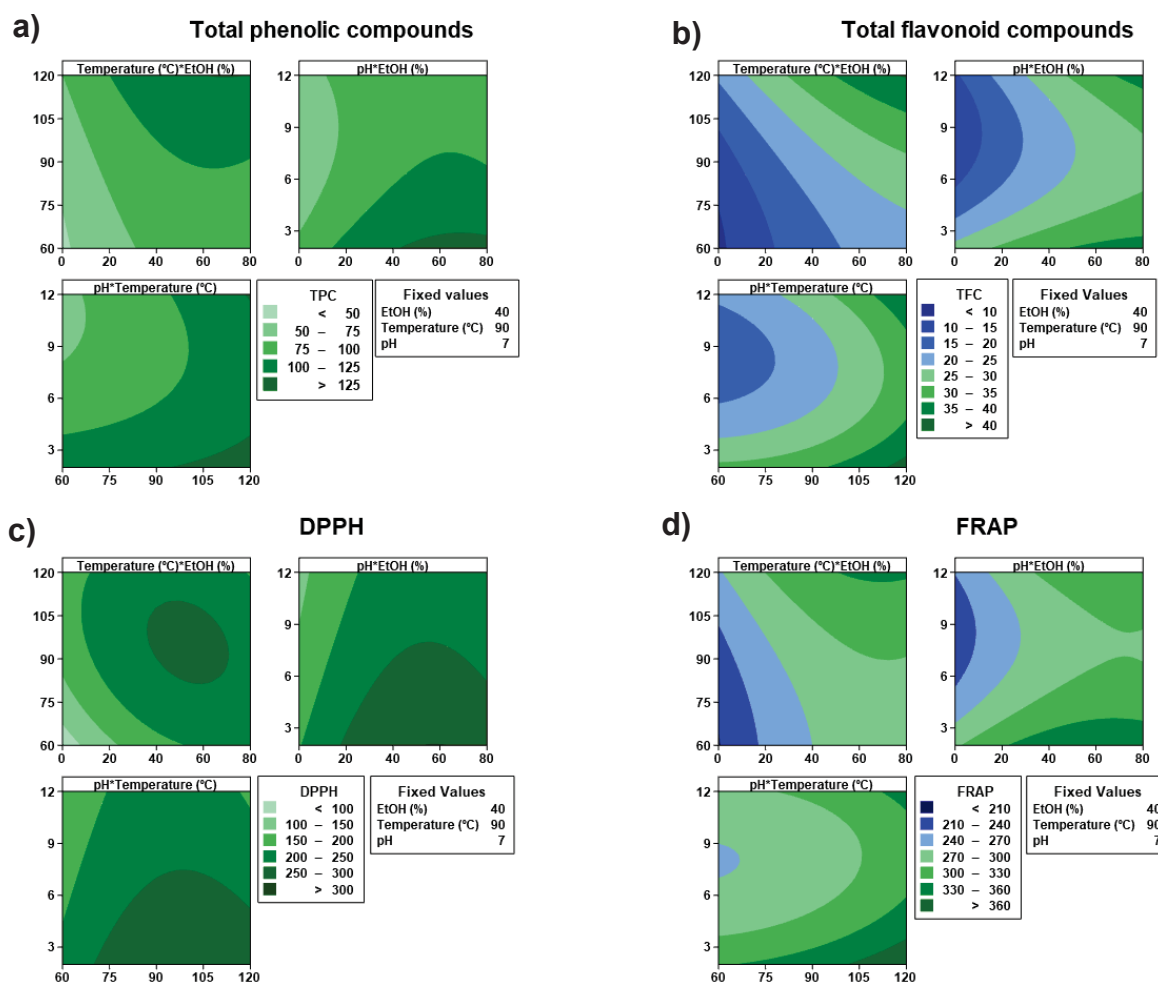 a)
Total phenolic compounds
Temperature (°C)*EtOH (%)
120
105
90
75
60
0 20 40 60 80
pH*EtOH (%)
12
9
6
3
0 20 40 60 80
pH*Temperature (°C)
12
9
6
3
60 75 90 105 120
TPC
< 50
50 – 75
75 – 100
100 – 125
> 125
Fixed values
EtOH (%) 40
Temperature (°C) 90
pH 7
b)
Total flavonoid compounds
Temperature (°C)*EtOH (%)
120
105
90
75
60
0 20 40 60 80
pH*EtOH (%)
12
9
6
3
0 20 40 60 80
pH*Temperature (°C)
12
9
6
3
60 75 90 105 120
TFC
< 10
10 – 15
15 – 20
20 – 25
25 – 30
30 – 35
35 – 40
> 40
Fixed values
EtOH (%) 40
Temperature (°C) 90
pH 7
c)
DPPH
Temperature (°C)*EtOH (%)
120
105
90
75
60
0 20 40 60 80
pH*EtOH (%)
12
9
6
3
0 20 40 60 80
pH*Temperature (°C)
12
9
6
3
60 75 90 105 120
DPPH
< 100
100 – 150
150 – 200
200 – 250
250 – 300
> 300
Fixed Values
EtOH (%) 40
Temperature (°C) 90
pH 7
d)
FRAP
Temperature (°C)*EtOH (%)
120
105
90
75
60
0 20 40 60 80
pH*EtOH (%)
12
9
6
3
0 20 40 60 80
pH*Temperature (°C)
12
9
6
3
60 75 90 105 120
FRAP
< 210
210 – 240
240 – 270
270 – 300
300 – 330
330 – 360
> 360
Fixed Values
EtOH (%) 40
Temperature (°C) 90
pH 7